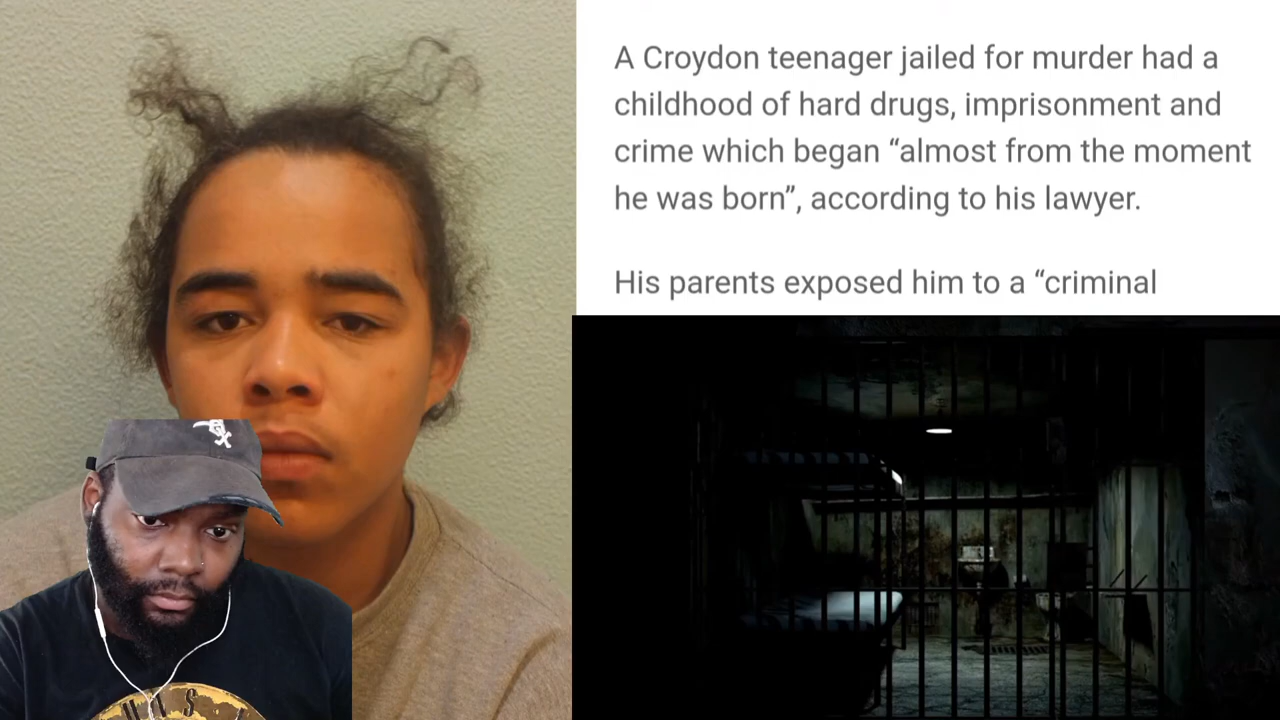 A Croydon teenager jailed for murder had a
childhood of hard drugs, imprisonment and
crime which began “almost from the moment
he was born”, according to his lawyer.
His parents exposed him to a “criminal